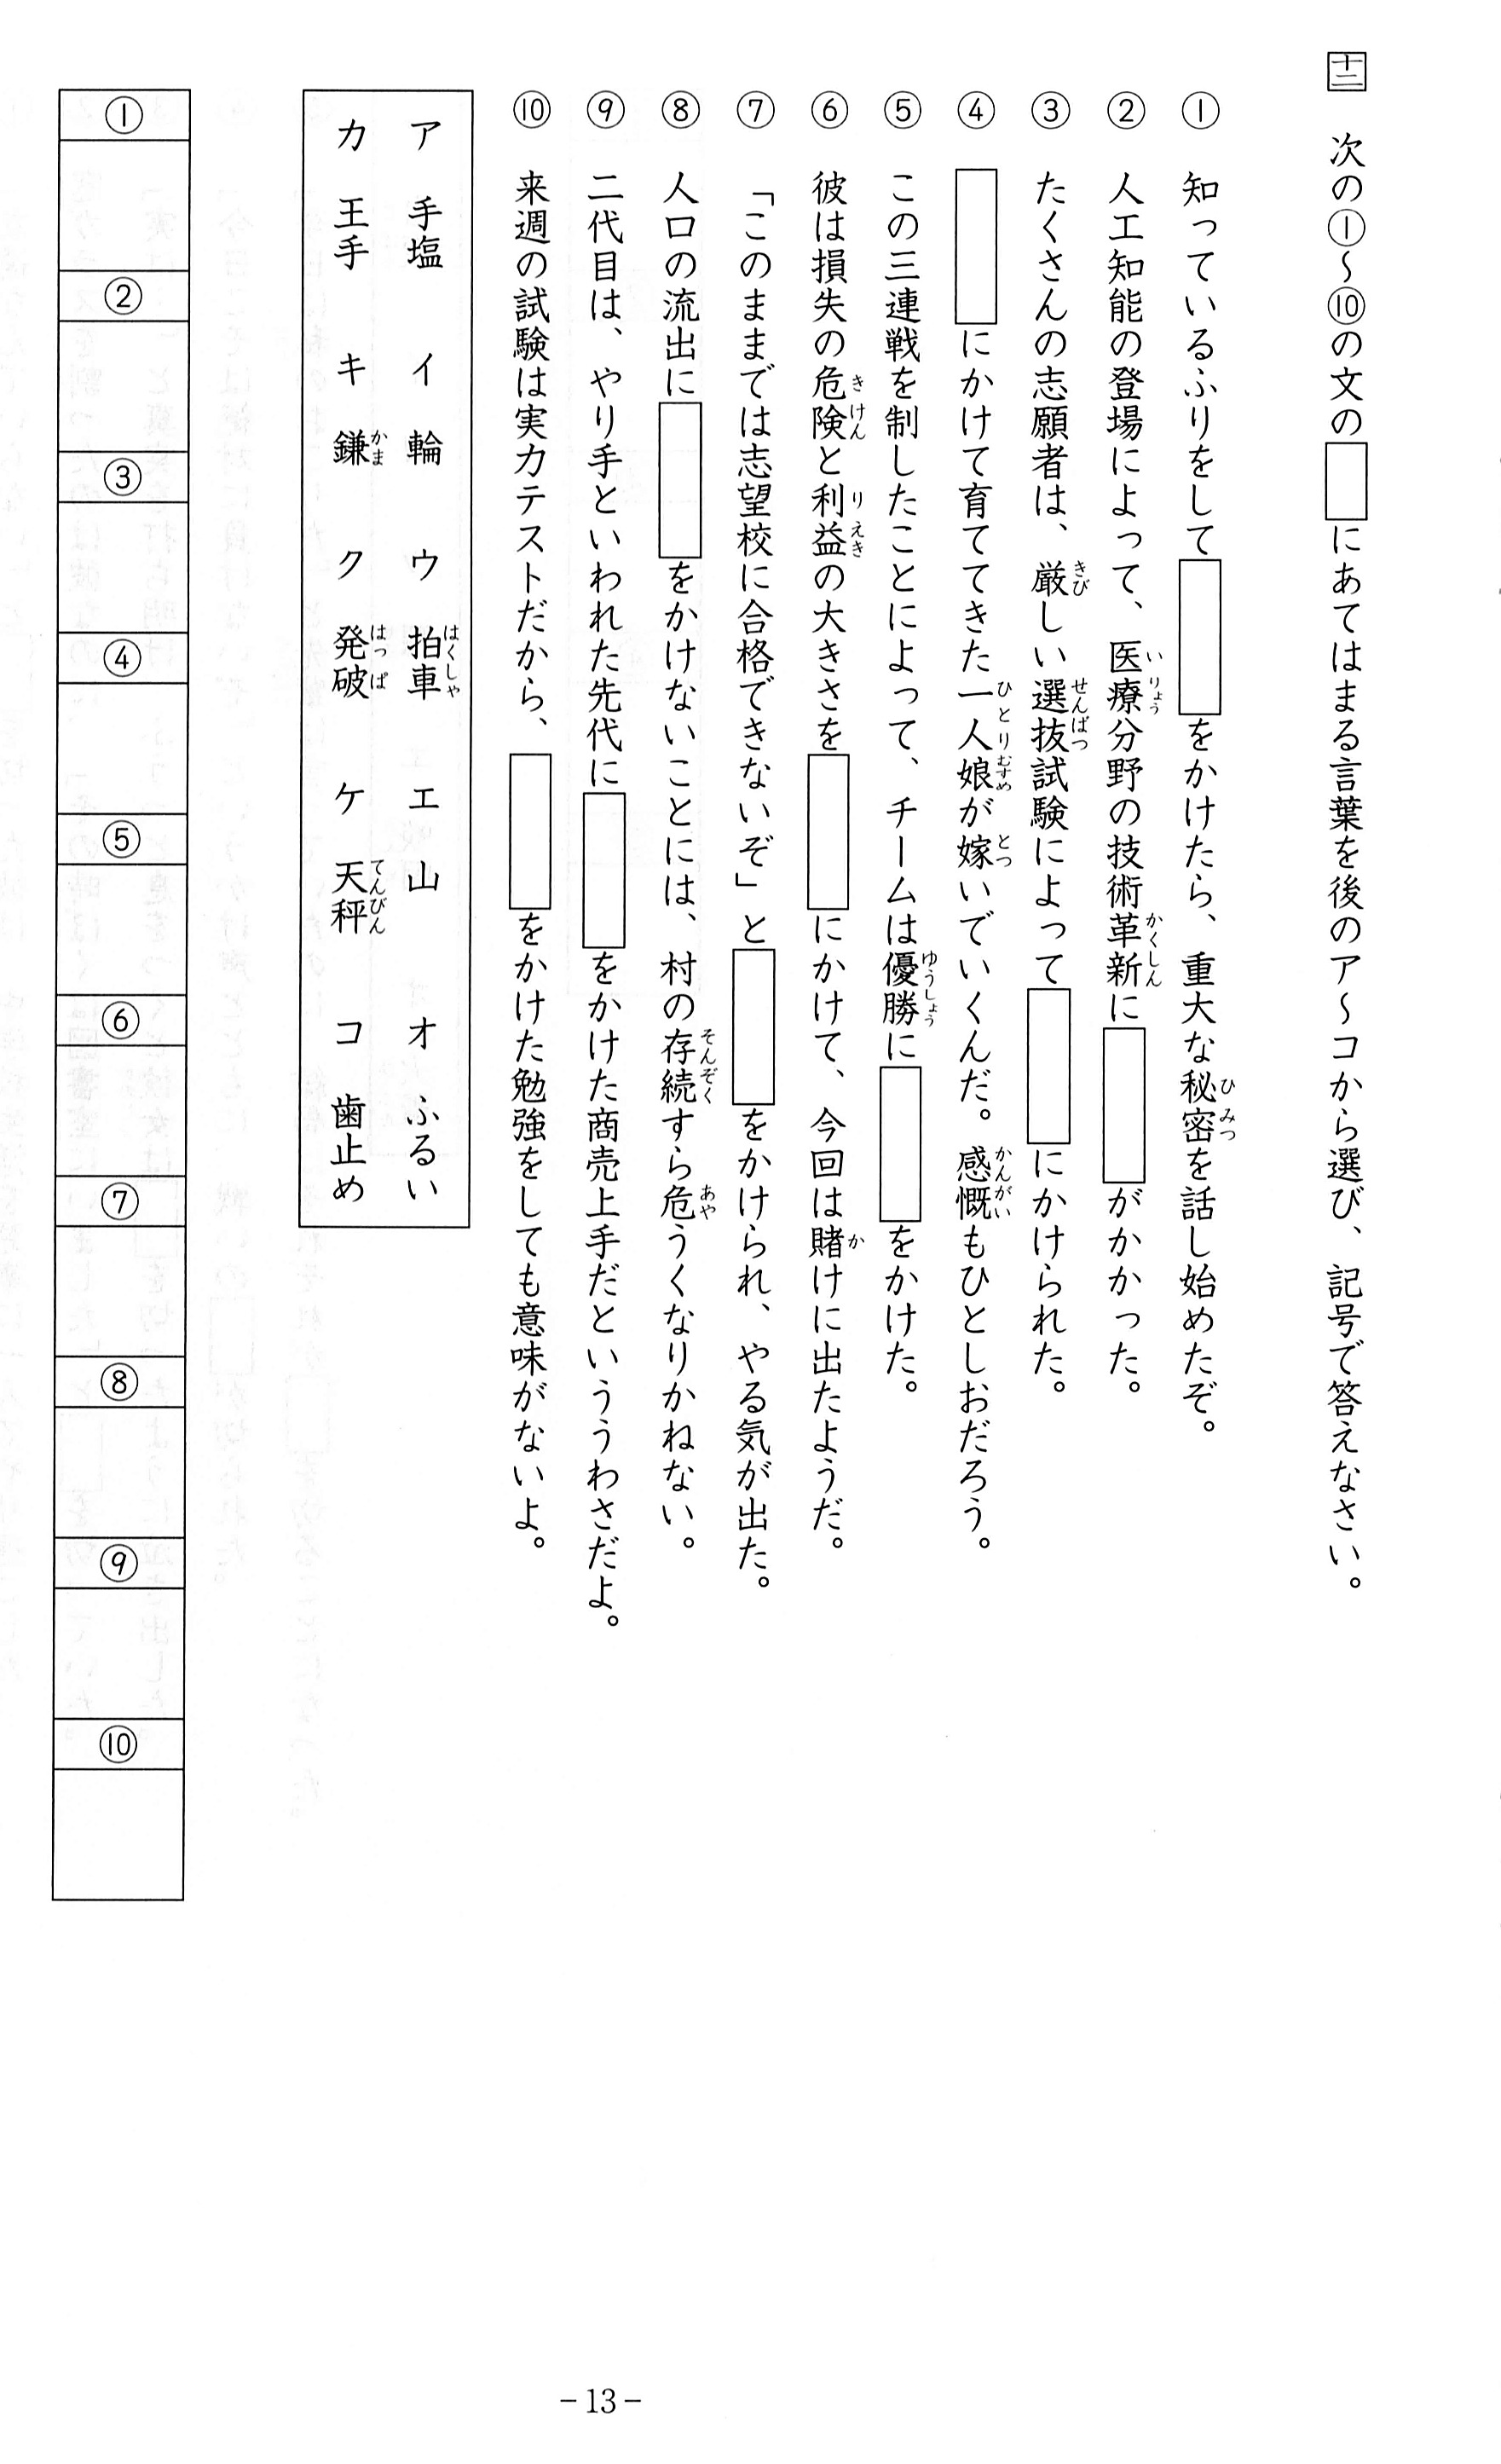 十二　次の①～⑩の文の□にあてはまる言葉を後のア～コから選び、記号で答えなさい。
①　知っているふりをして□をかけたら、重大な秘密を話し始めたぞ。
②　人工知能の登場によって、医療分野の技術革新に□がかかった。
③　たくさんの志願者は、厳しい選抜試験によって□にかけられた。
④　□にかけて育ててきた一人娘が嫁いでいくんだ。感慨もひとしおだろう。
⑤　この三連戦を制したことによって、チームは優勝に□をかけた。
⑥　彼は損失の危険と利益の大きさを□にかけて、今回は賭けに出たようだ。
⑦　「このままでは志望校に合格できないぞ」と□をかけられ、やる気が出た。
⑧　人口の流出に□をかけないことには、村の存続すら危うくなりかねない。
⑨　二代目は、やり手といわれた先代に□をかけた商売上手だといううわさだよ。
⑩　来週の試験は実力テストだから、□をかけた勉強をしても意味がないよ。
ア　手塩　イ　輪　ウ　拍車　エ　山　オ　ふるい
カ　王手　キ　鎌　ク　発破　ケ　天秤　コ　歯止め
① ② ③ ④ ⑤ ⑥ ⑦ ⑧ ⑨ ⑩
－13－